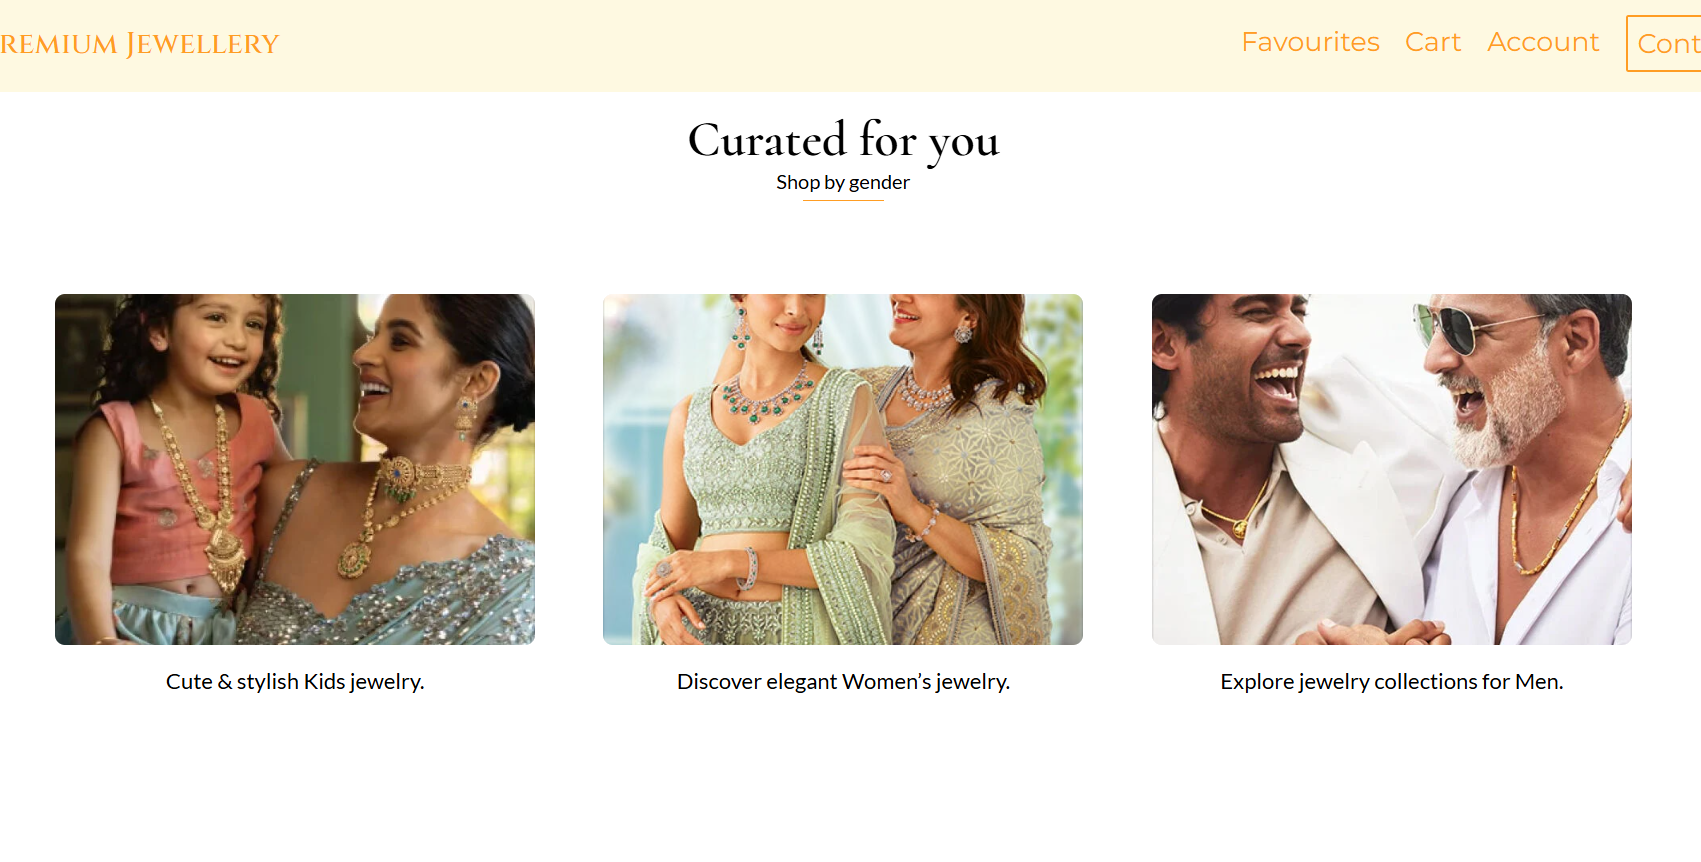 REMIUM JEWELLERY
Favourites Cart Account Cont
Curated for you
Shop by gender
Cute & stylish Kids jewelry.
Discover elegant Women’s jewelry.
Explore jewelry collections for Men.